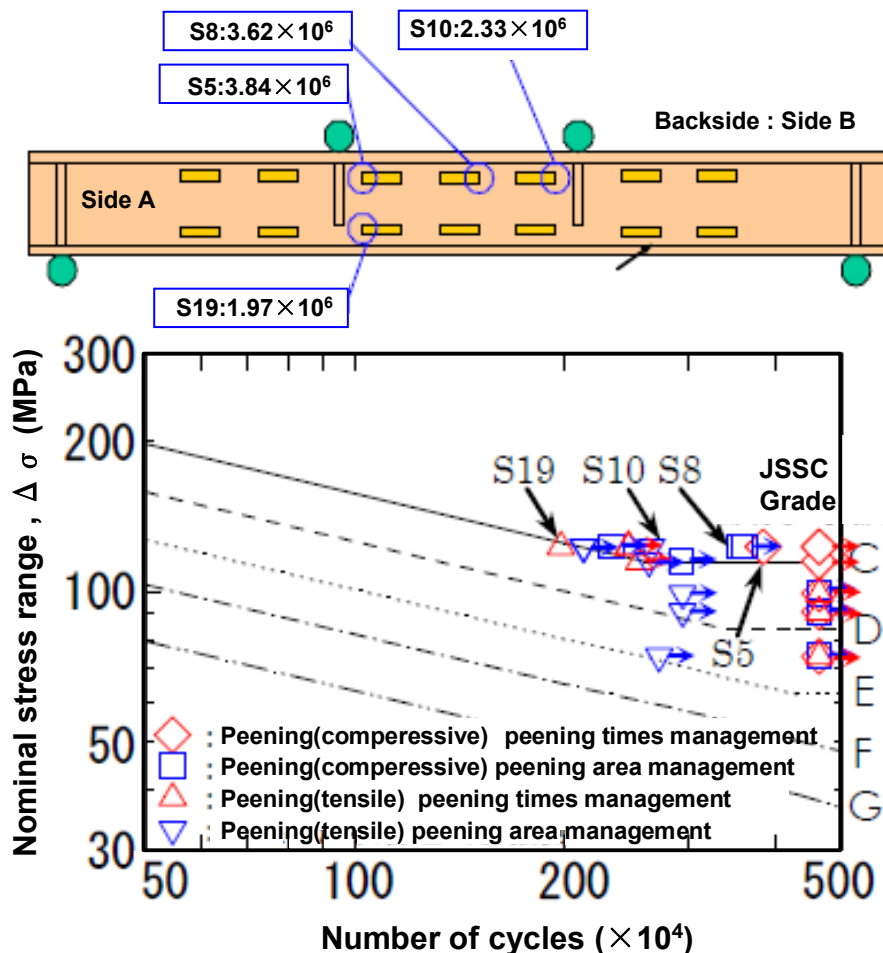 S8:3.62×10⁶
S10:2.33×10⁶
S5:3.84×10⁶
Backside : Side B
Side A
S19:1.97×10⁶
Nominal stress range , Δ σ (MPa)
300
200
100
50
30
S19
S10
S8
JSSC
Grade
C
D
S5
E
F
G
: Peening(comperessive) peening times management
: Peening(comperessive) peening area management
: Peening(tensile) peening times management
: Peening(tensile) peening area management
50
100
200
500
Number of cycles (×10⁴)